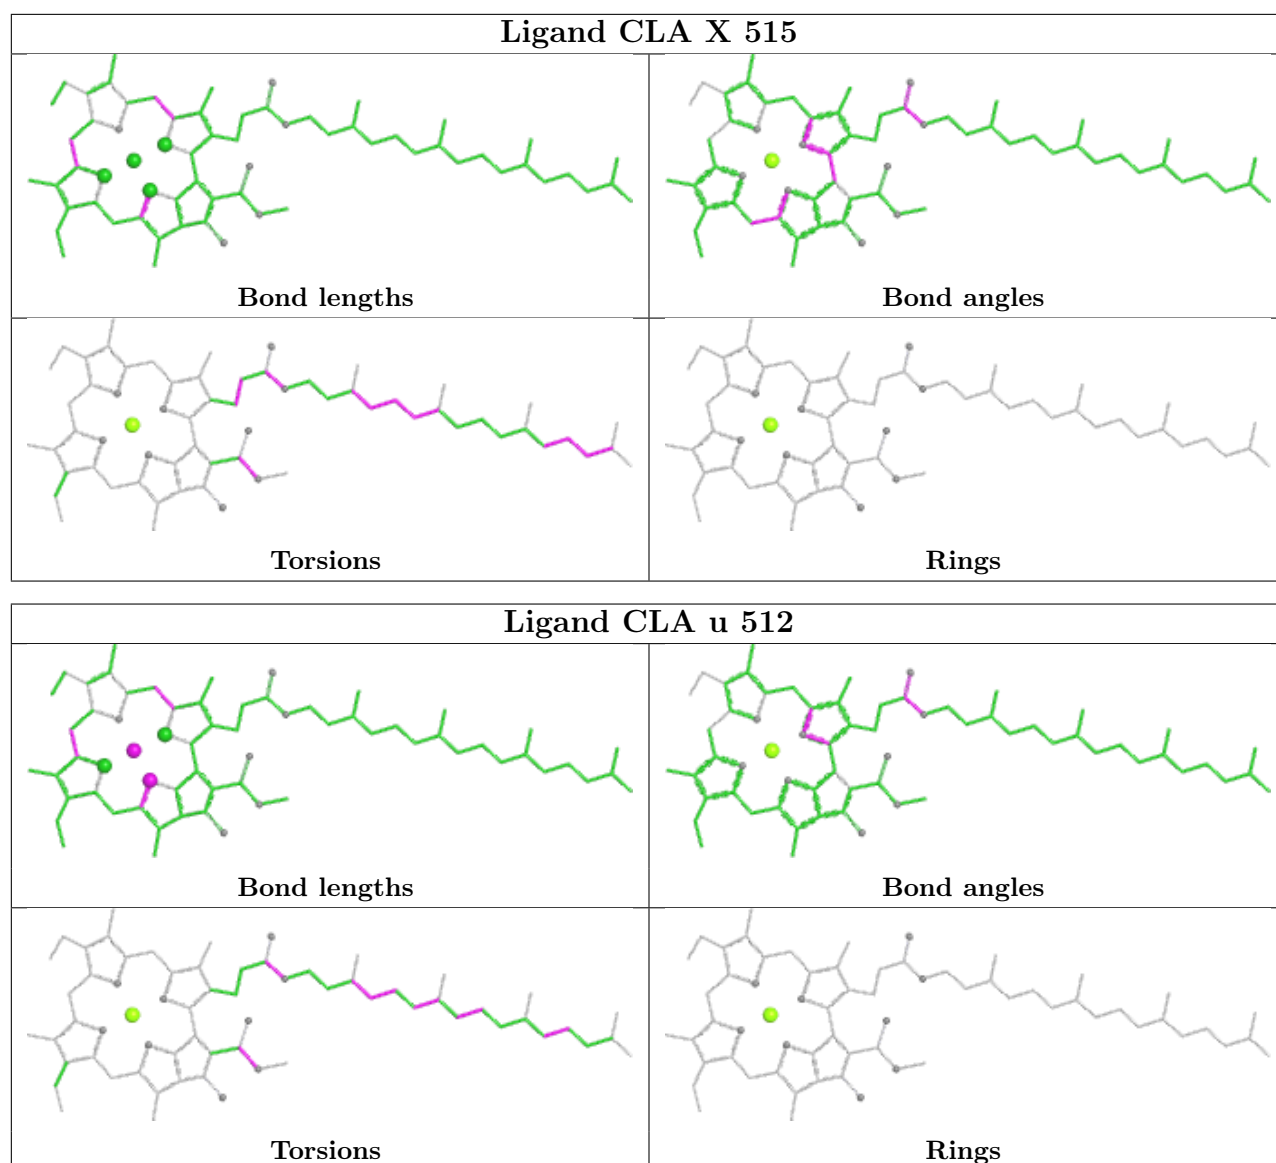 Ligand CLA X 515
Bond lengths
Bond angles
Torsions
Rings
Ligand CLA u 512
Bond lengths
Bond angles
Torsions
Rings